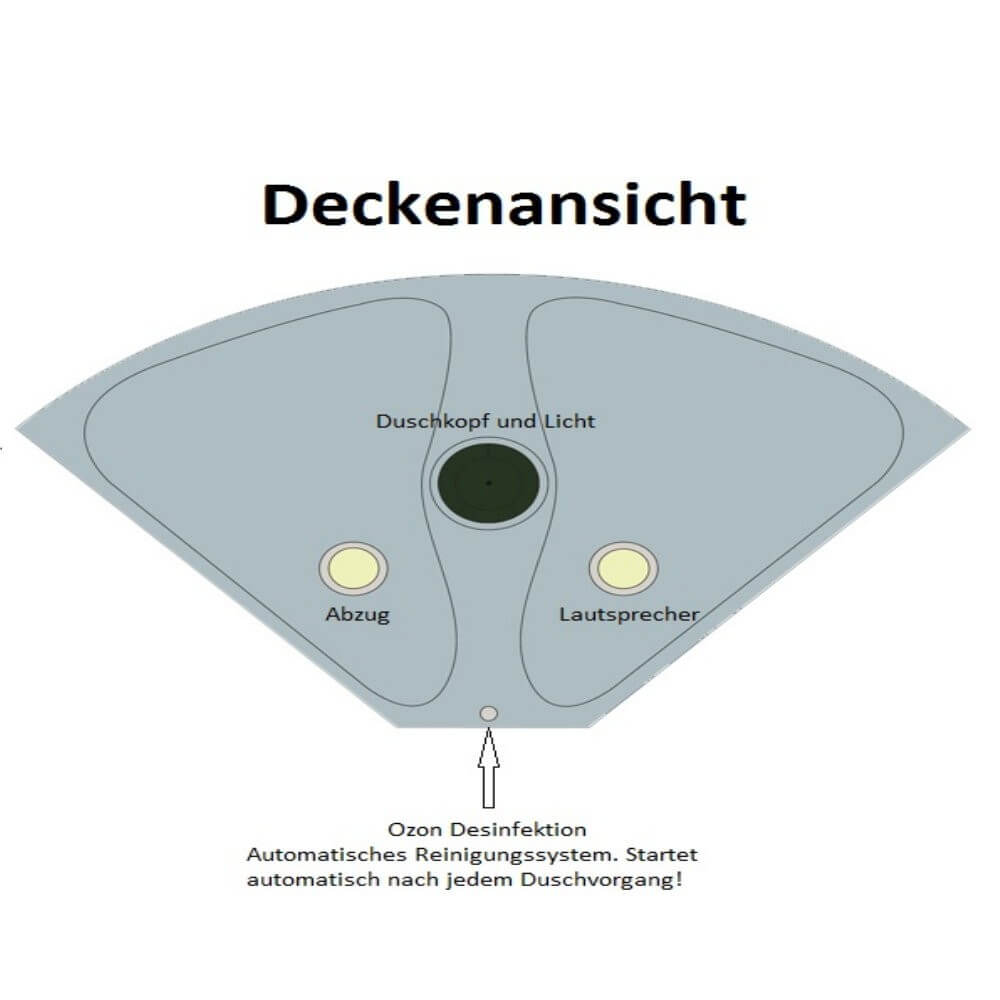 Deckenansicht
Duschkopf und Licht
Abzug
Lautsprecher
Ozon Desinfektion
Automatisches Reinigungssystem. Startet
automatisch nach jedem Duschvorgang!